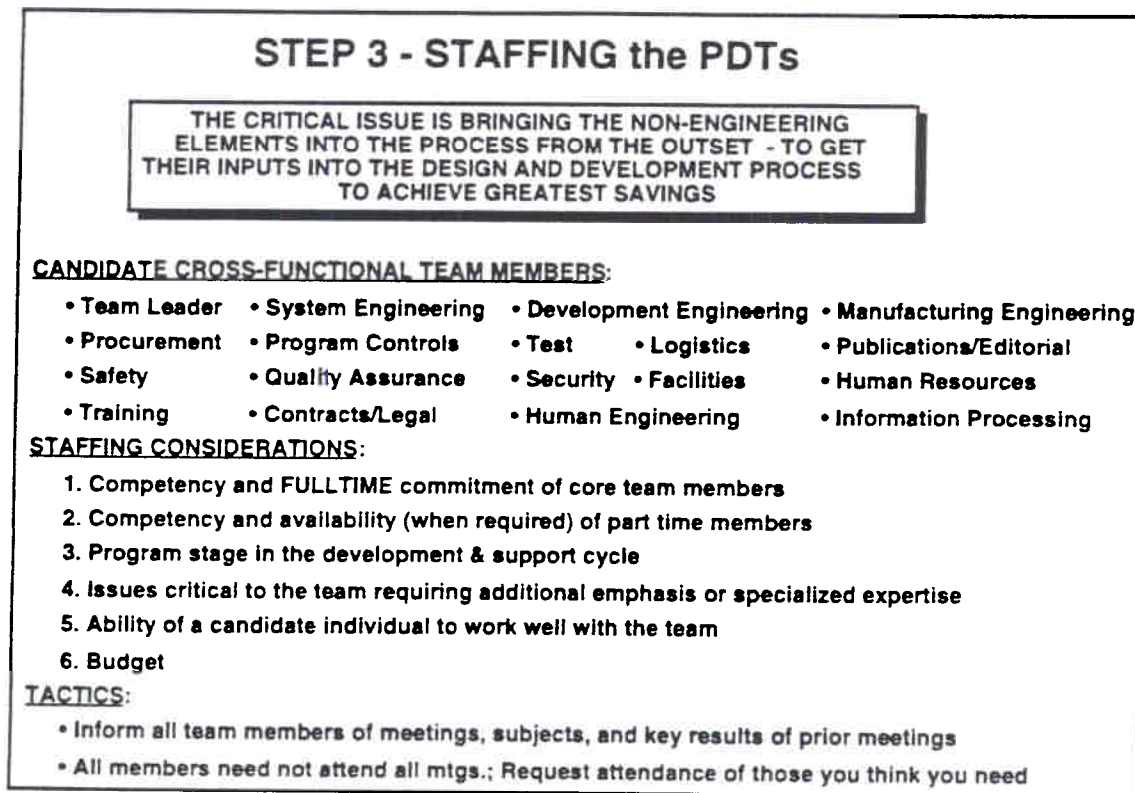 STEP 3 - STAFFING the PDTs
THE CRITICAL ISSUE IS BRINGING THE NON-ENGINEERING
ELEMENTS INTO THE PROCESS FROM THE OUTSET - TO GET
THEIR INPUTS INTO THE DESIGN AND DEVELOPMENT PROCESS
TO ACHIEVE GREATEST SAVINGS
CANDIDATE CROSS-FUNCTIONAL TEAM MEMBERS:
• Team Leader • System Engineering • Development Engineering • Manufacturing Engineering
• Procurement • Program Controls • Test • Logistics • Publications/Editorial
• Safety • Quality Assurance • Security • Facilities • Human Resources
• Training • Contracts/Legal • Human Engineering • Information Processing
STAFFING CONSIDERATIONS:
1. Competency and FULLTIME commitment of core team members
2. Competency and availability (when required) of part time members
3. Program stage in the development & support cycle
4. Issues critical to the team requiring additional emphasis or specialized expertise
5. Ability of a candidate individual to work well with the team
6. Budget
TACTICS:
• Inform all team members of meetings, subjects, and key results of prior meetings
• All members need not attend all mtgs.; Request attendance of those you think you need